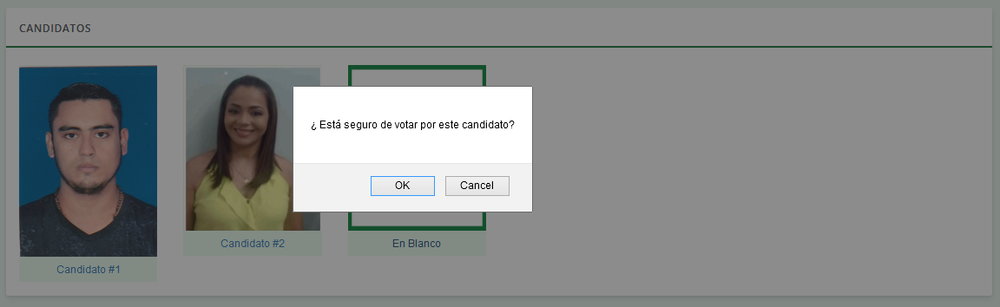 CANDIDATOS
¿ Está seguro de votar por este candidato?
OK
Cancel
Candidato #1
Candidato #2
En Blanco